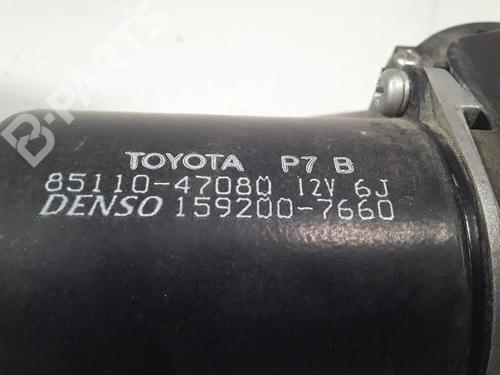 B-PARTS
TOYOTA P7 B
85110-47080 12V 6J
DENSO 159200-7660